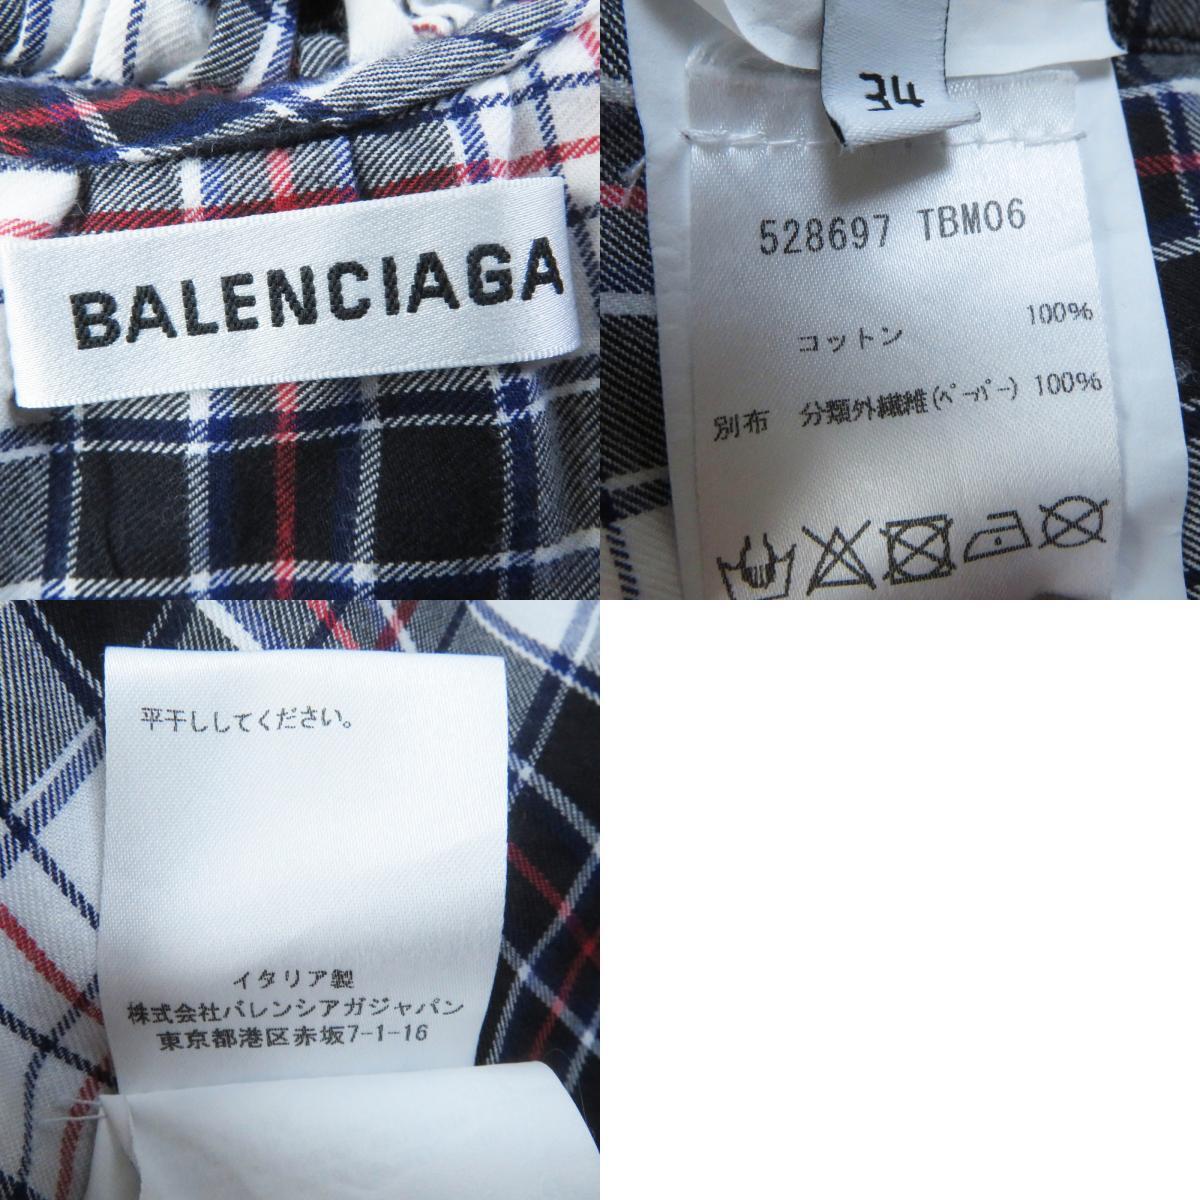 BALENCIAGA
34
528697 TBM06
コットン 100%
別布 分類外繊維(ペーパー) 100%
平干ししてください。
イタリア製
株式会社バレンシアガジャパン
東京都港区赤坂7-1-16